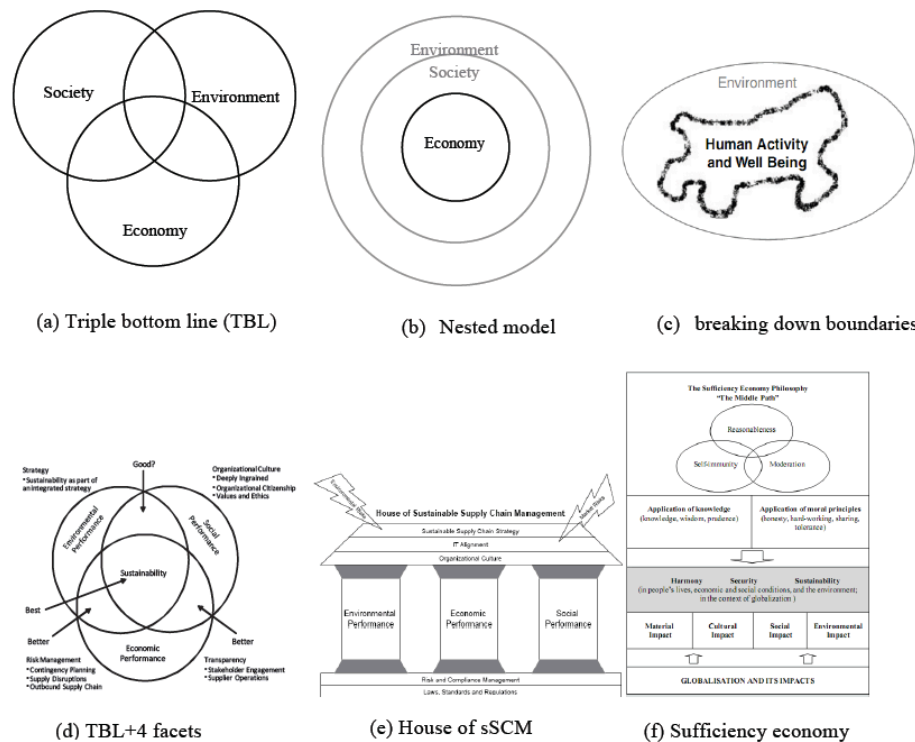 Society
Environment
Economy
(a) Triple bottom line (TBL)
Environment
Society
Economy
(b) Nested model
Environment
Human Activity
and Well Being
(c) breaking down boundaries
Good?
Strategy
•Sustainability as part of
an integrated strategy
Organizational Culture
• Deeply Ingrained
• Organizational Citizenship
• Values and Ethics
Environmental
Performance
Social
Performance
Sustainability
Best
Better
Better
Economic
Performance
Risk Management
• Contingency Planning
• Supply Disruptions
• Outbound Supply Chain
Transparency
• Stakeholder Engagement
• Supplier Operations
(d) TBL+4 facets
Environmental Risks
Market Risks
House of Sustainable Supply Chain Management
Sustainable Supply Chain Strategy
IT Alignment
Organizational Culture
Environmental
Performance
Economic
Performance
Social
Performance
Risk and Compliance Management
Laws, Standards and Regulations
(e) House of sSCM
The Sufficiency Economy Philosophy
"The Middle Path"
Reasonableness
Self-immunity
Moderation
Application of knowledge
(knowledge, wisdom, prudence)
Application of moral principles
(honesty, hard-working, sharing,
tolerance)
Harmony Security Sustainability
(in people's lives, economic and social conditions, and the environment;
in the context of globalization )
Material
Impact
Cultural
Impact
Social
Impact
Environmental
Impact
GLOBALISATION AND ITS IMPACTS
(f) Sufficiency economy